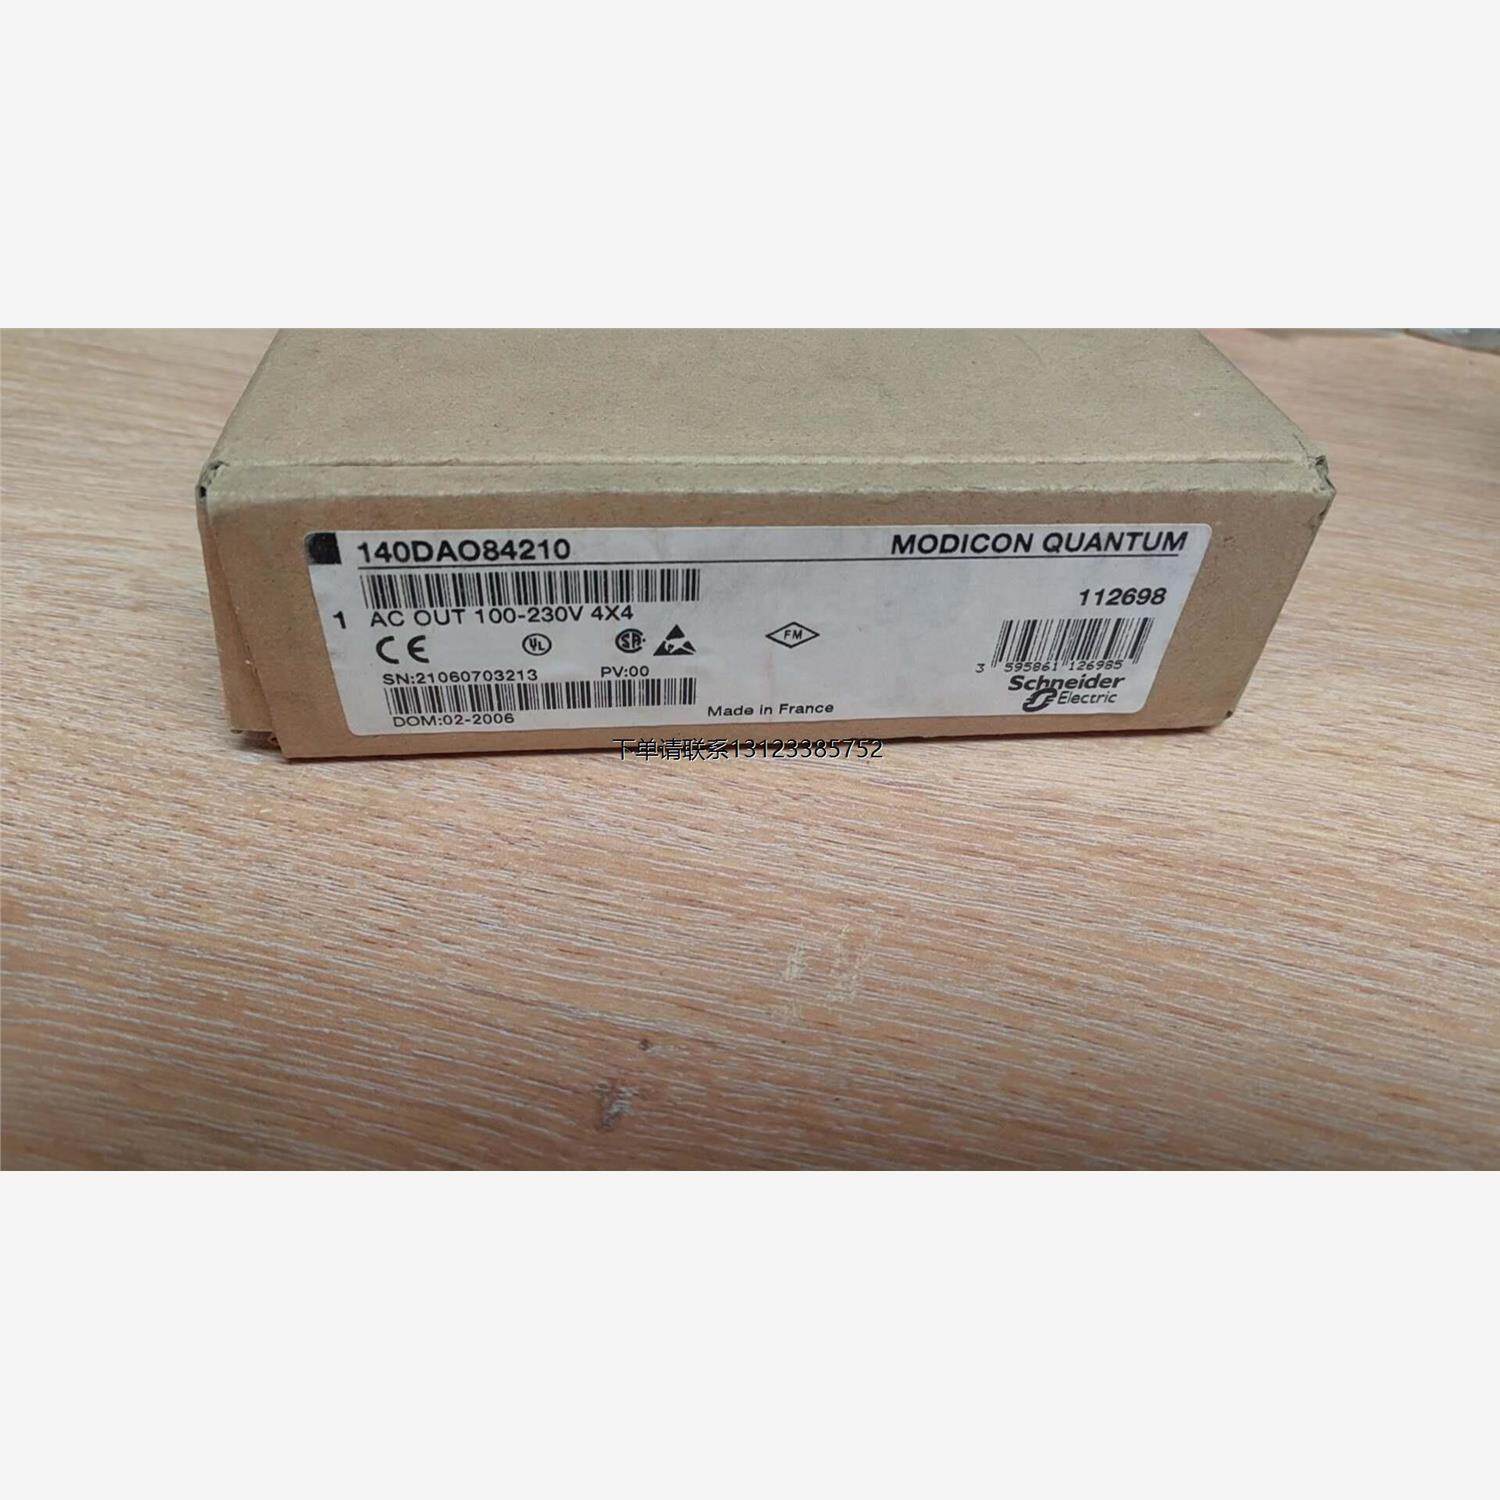 140DAO84210
MODICON QUANTUM
1 AC OUT 100-230V 4X4
112698
CE
UL
SA
FM
SN:21060703213
PV:00
3 595861 126985
Schneider
Electric
DOM:02-2006
Made in France
下单请联系13123385752